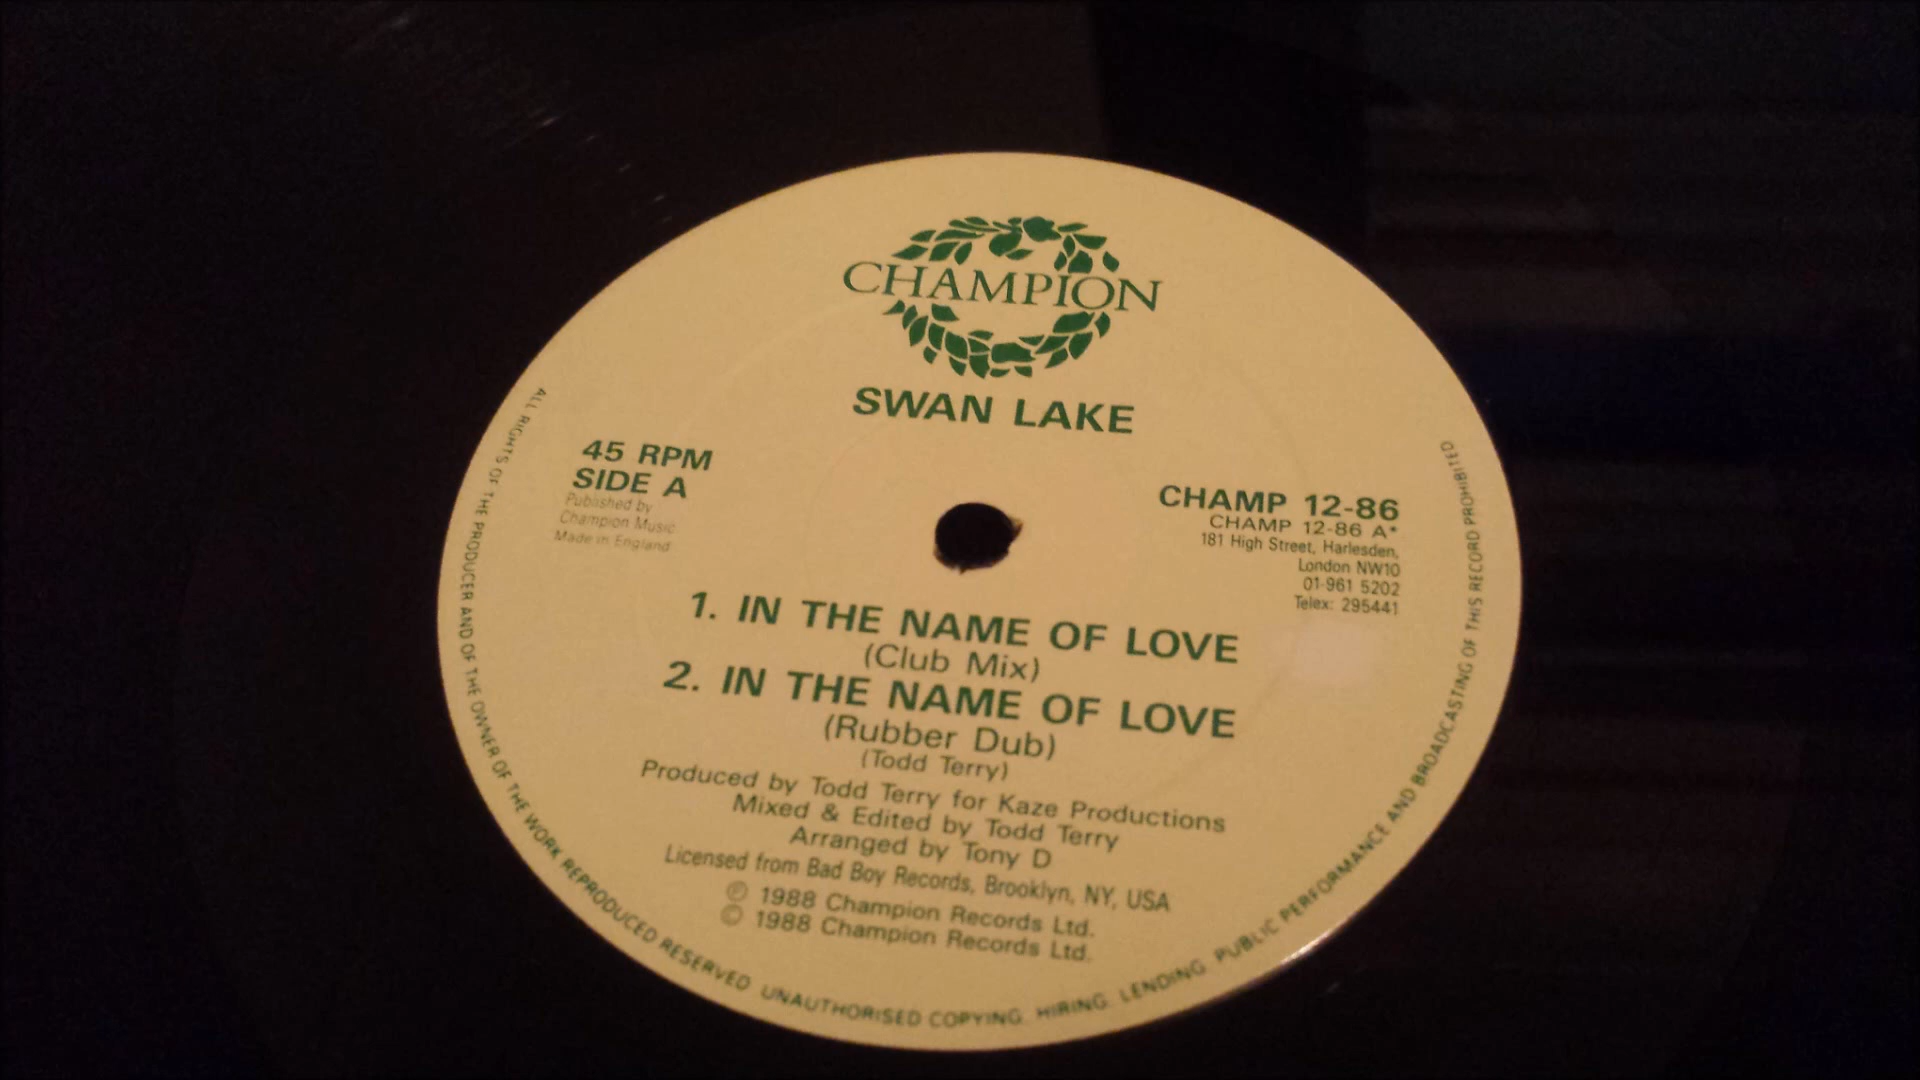 CHAMPION
SWAN LAKE
45 RPM
SIDE A
Published by
Champion Music
Made in England
CHAMP 12-86
CHAMP 12-86 A*
181 High Street, Harlesden,
London NW10
01-961 5202
Telex: 295441
1. IN THE NAME OF LOVE
(Club Mix)
2. IN THE NAME OF LOVE
(Rubber Dub)
(Todd Terry)
Produced by Todd Terry for Kaze Productions
Mixed & Edited by Todd Terry
Arranged by Tony D
Licensed from Bad Boy Records, Brooklyn, NY, USA
℗ 1988 Champion Records Ltd.
© 1988 Champion Records Ltd.
ALL RIGHTS OF THE PRODUCER AND OF THE OWNER OF THE WORK REPRODUCED RESERVED. UNAUTHORISED COPYING. HIRING. LENDING. PUBLIC PERFORMANCE AND BROADCASTING OF THIS RECORD PROHIBITED